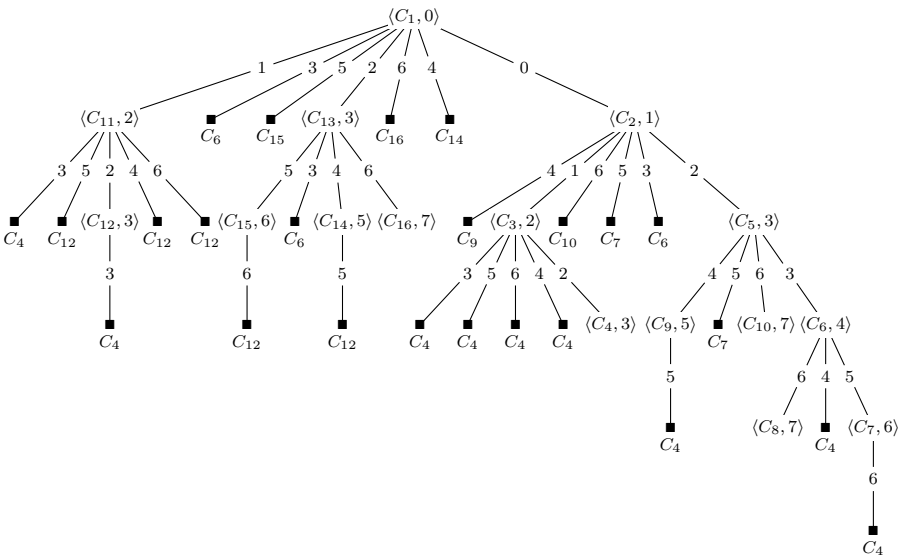 ⟨C₁, 0⟩
1 3 5 2 6 4 0
⟨C₁₁, 2⟩ C₆ C₁₅ ⟨C₁₃, 3⟩ C₁₆ C₁₄ ⟨C₂, 1⟩
3 5 2 4 6 5 3 4 6 4 1 6 5 3 2
C₄ C₁₂ ⟨C₁₂, 3⟩ C₁₂ C₁₂ ⟨C₁₅, 6⟩ C₆ ⟨C₁₄, 5⟩ ⟨C₁₆, 7⟩ C₉ ⟨C₃, 2⟩ C₁₀ C₇ C₆ ⟨C₅, 3⟩
3 6 5 3 5 6 4 2 4 5 6 3
C₄ C₁₂ C₁₂ C₄ C₄ C₄ C₄ ⟨C₄, 3⟩ ⟨C₉, 5⟩ C₇ ⟨C₁₀, 7⟩ ⟨C₆, 4⟩
5 6 4 5
C₄ ⟨C₈, 7⟩ C₄ ⟨C₇, 6⟩
6
C₄